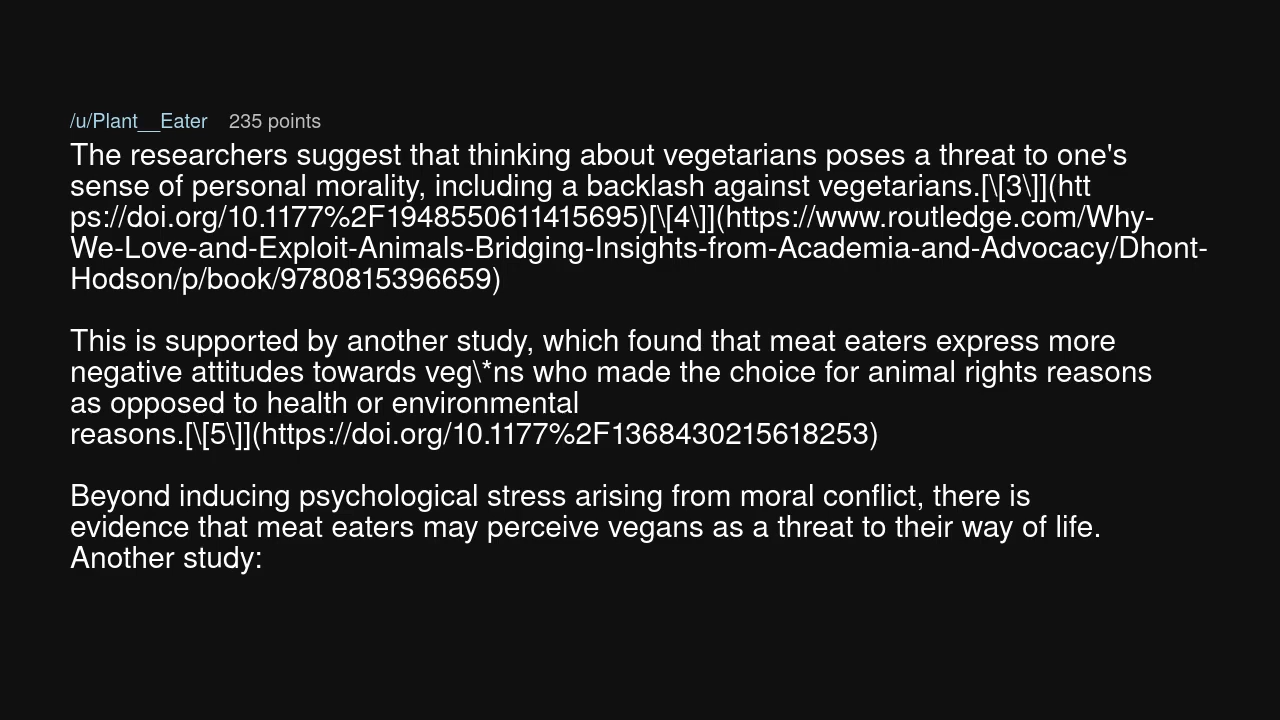 /u/Plant__Eater 235 points
The researchers suggest that thinking about vegetarians poses a threat to one's
sense of personal morality, including a backlash against vegetarians.[\[3\]](htt
ps://doi.org/10.1177%2F1948550611415695)[\[4\]](https://www.routledge.com/Why-
We-Love-and-Exploit-Animals-Bridging-Insights-from-Academia-and-Advocacy/Dhont-
Hodson/p/book/9780815396659)
This is supported by another study, which found that meat eaters express more
negative attitudes towards veg\*ns who made the choice for animal rights reasons
as opposed to health or environmental
reasons.[\[5\]](https://doi.org/10.1177%2F1368430215618253)
Beyond inducing psychological stress arising from moral conflict, there is
evidence that meat eaters may perceive vegans as a threat to their way of life.
Another study: